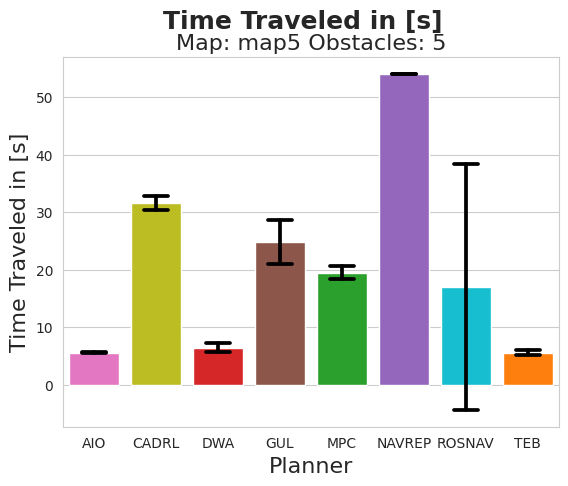 Time Traveled in [s]
Map: map5 Obstacles: 5
Time Traveled in [s]
50
40
30
20
10
0
AIO CADRL DWA GUL MPC NAVREP ROSNAV TEB
Planner